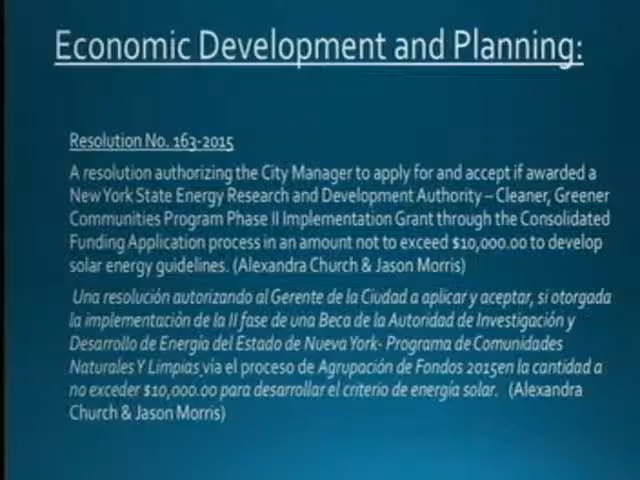 Economic Development and Planning:
Resolution No. 163-2015
A resolution authorizing the City Manager to apply for and accept if awarded a
New York State Energy Research and Development Authority – Cleaner, Greener
Communities Program Phase II Implementation Grant through the Consolidated
Funding Application process in an amount not to exceed $10,000.00 to develop
solar energy guidelines. (Alexandra Church & Jason Morris)
Una resolución autorizando al Gerente de la Ciudad a aplicar y aceptar, si otorgada
la implementación de la II fase de una Beca de la Autoridad de Investigación y
Desarrollo de Energía del Estado de Nueva York- Programa de Comunidades
Naturales Y Limpias vía el proceso de Agrupación de Fondos 2015en la cantidad a
no exceder $10,000.00 para desarrollar el criterio de energía solar. (Alexandra
Church & Jason Morris)